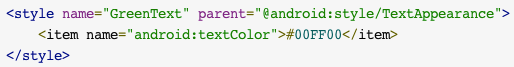 <style name="GreenText" parent="@android:style/TextAppearance">
    <item name="android:textColor">#00FF00</item>
</style>